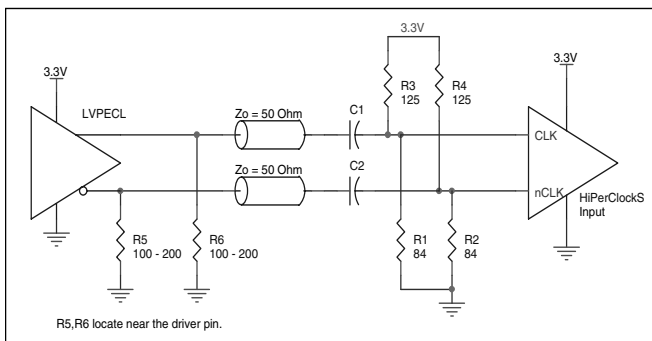 3.3V
3.3V
R3
125
R4
125
3.3V
LVPECL
Zo = 50 Ohm
C1
CLK
Zo = 50 Ohm
C2
nCLK
HiPerClockS
Input
R5
100 - 200
R6
100 - 200
R1
84
R2
84
R5,R6 locate near the driver pin.